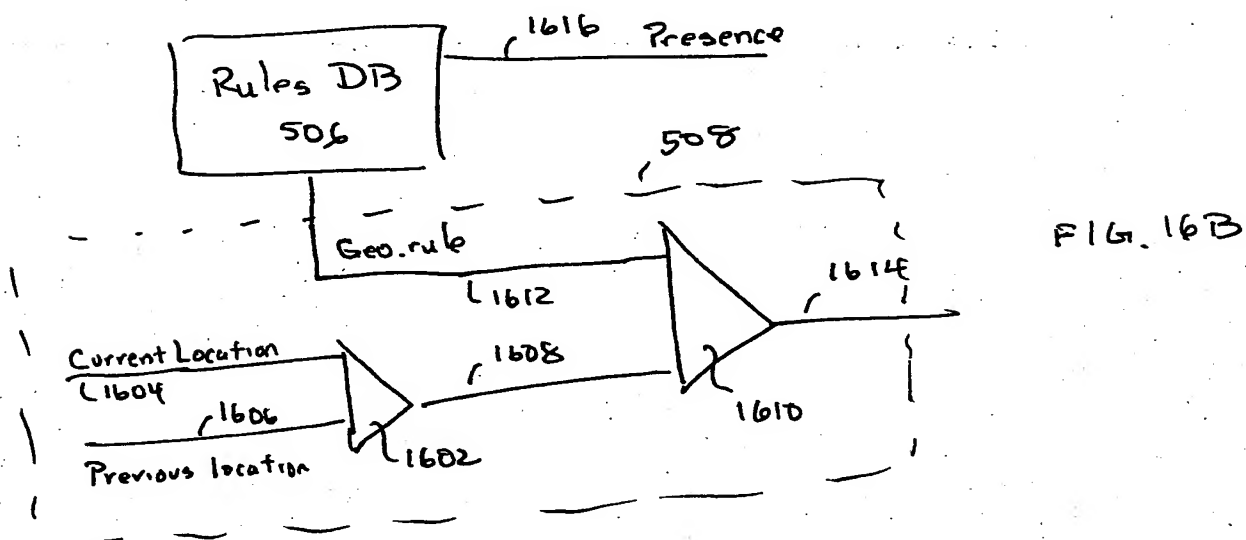 1616 Presence
Rules DB
506
508
FIG. 16B
Geo.rule
1612
1614
Current Location
1604
1608
1606
1610
Previous location
1602